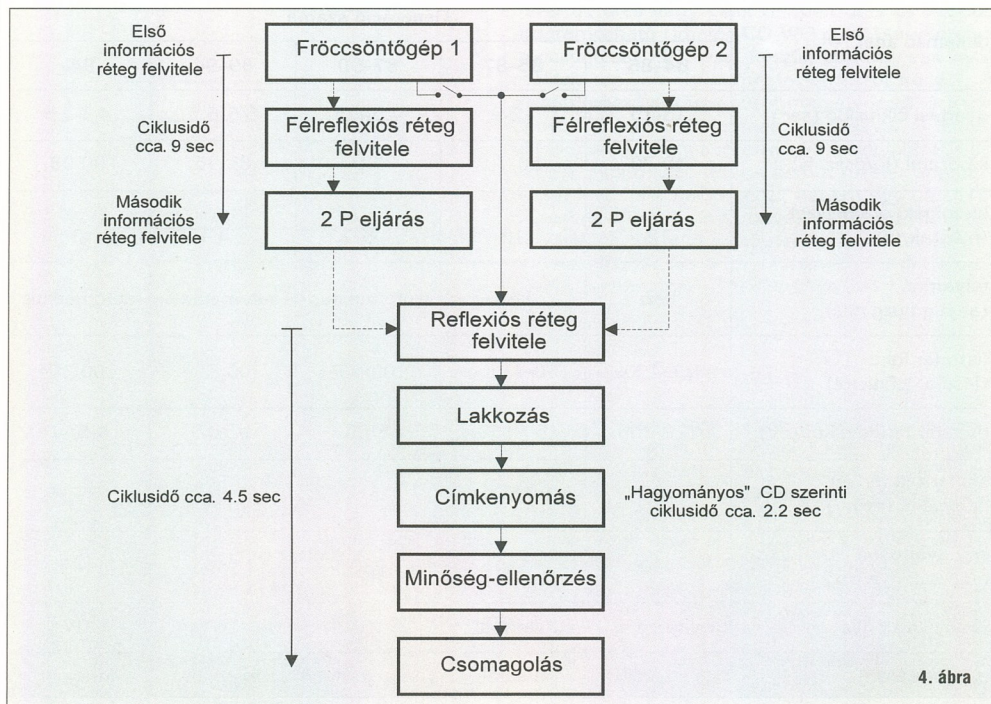 Első
információs
réteg felvitele
Fröccsöntőgép 1
Fröccsöntőgép 2
Első
információs
réteg felvitele
Ciklusidő
cca. 9 sec
Félreflexiós réteg
felvitele
Félreflexiós réteg
felvitele
Ciklusidő
cca. 9 sec
Második
információs
réteg felvitele
2 P eljárás
2 P eljárás
Második
információs
réteg felvitele
Reflexiós réteg
felvitele
Lakkozás
Ciklusidő cca. 4.5 sec
Címkenyomás
„Hagyományos" CD szerinti
ciklusidő cca. 2.2 sec
Minőség-ellenőrzés
Csomagolás
4. ábra